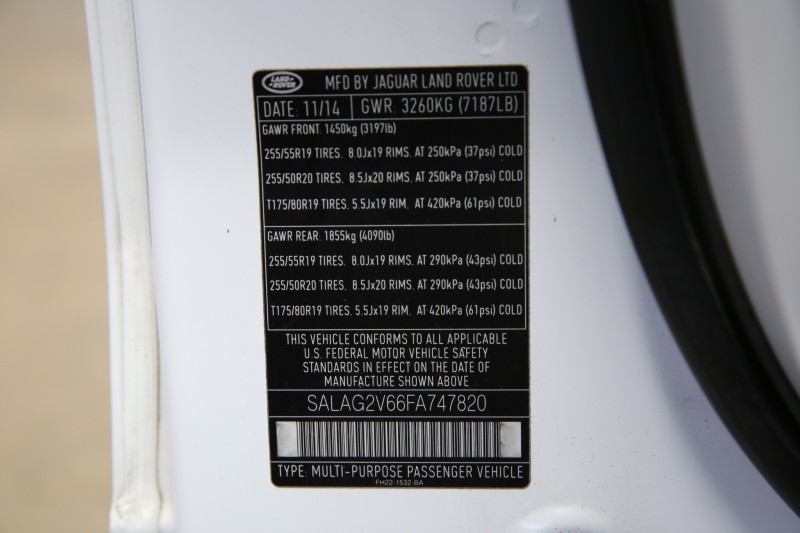 LAND ROVER MFD BY JAGUAR LAND ROVER LTD
DATE: 11/14 GWR: 3260KG (7187LB)
GAWR FRONT: 1450kg (3197lb)
255/55R19 TIRES. 8.0Jx19 RIMS. AT 250kPa (37psi) COLD
255/50R20 TIRES. 8.5Jx20 RIMS. AT 250kPa (37psi) COLD
T175/80R19 TIRES. 5.5Jx19 RIM. AT 420kPa (61psi) COLD
GAWR REAR: 1855kg (4090lb)
255/55R19 TIRES. 8.0Jx19 RIMS. AT 290kPa (43psi) COLD
255/50R20 TIRES. 8.5Jx20 RIMS. AT 290kPa (43psi) COLD
T175/80R19 TIRES. 5.5Jx19 RIM. AT 420kPa (61psi) COLD
THIS VEHICLE CONFORMS TO ALL APPLICABLE
U.S. FEDERAL MOTOR VEHICLE SAFETY
STANDARDS IN EFFECT ON THE DATE OF
MANUFACTURE SHOWN ABOVE
SALAG2V66FA747820
TYPE: MULTI-PURPOSE PASSENGER VEHICLE
FH22-1532-BA